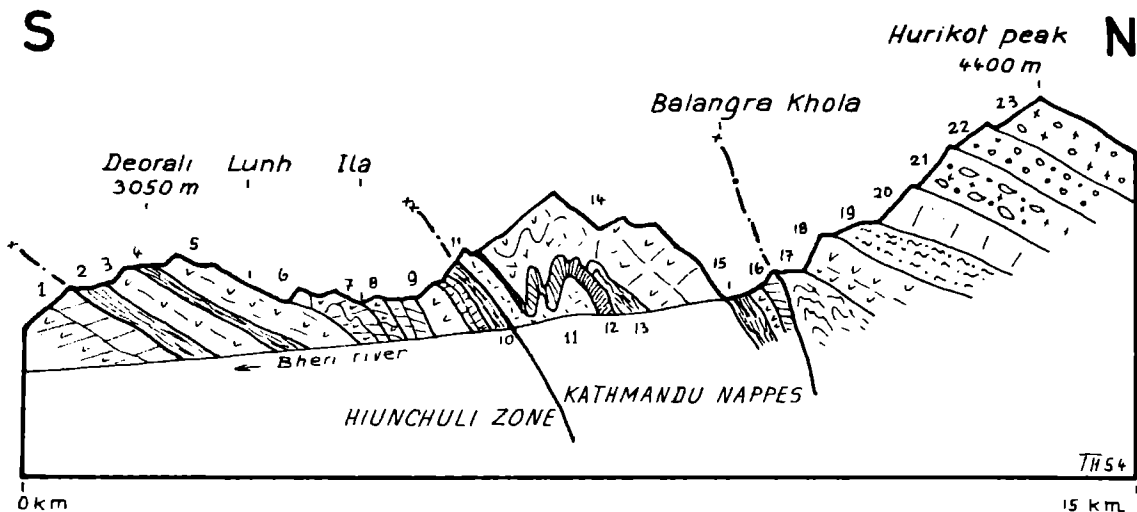 S
N
Hurikot peak
4400 m
Balangra Khola
Deorali
3050 m
Lunh
Ila
1
2
3
4
5
6
7
8
9
11
10
14
11
12
13
15
16
17
18
19
20
21
22
23
← Bheri river
HIUNCHULI ZONE
KATHMANDU NAPPES
TH54
0 km
15 km